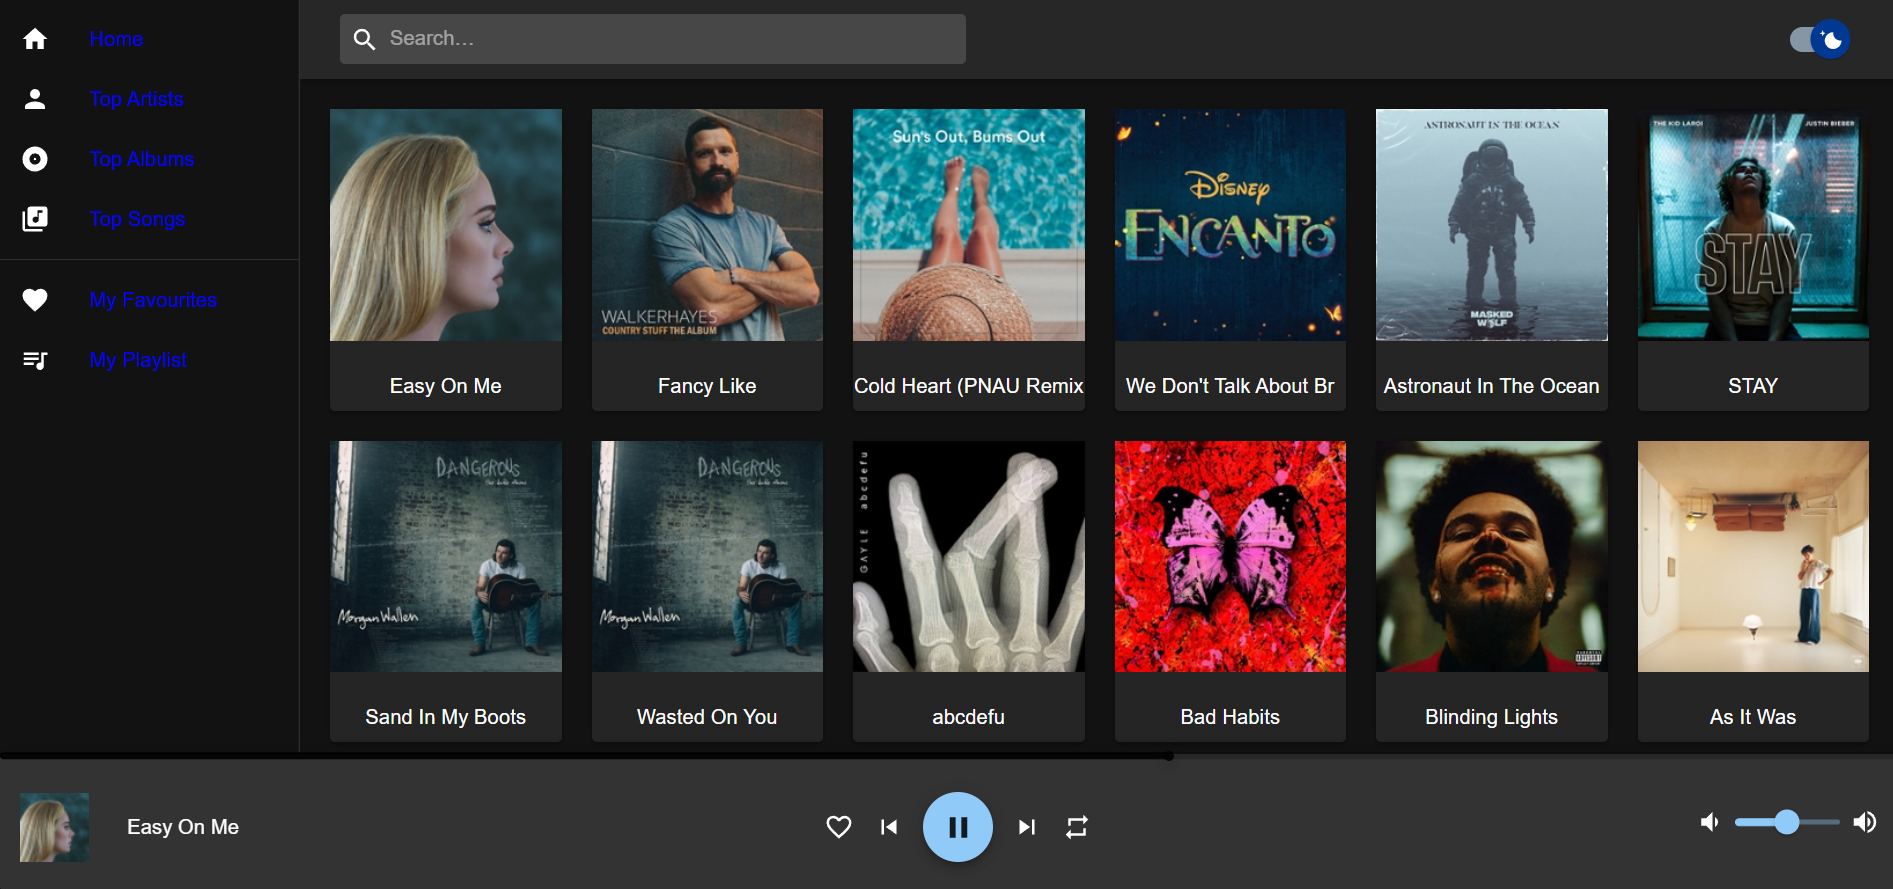 Home
Search...
Top Artists
Top Albums
Top Songs
My Favourites
My Playlist
Sun's Out, Bums Out
ASTRONAUT IN THE OCEAN
THE KID LAROI
JUSTIN BIEBER
DISNEY
ENCANTO
STAY
WALKERHAYES
COUNTRY STUFF THE ALBUM
MASKED
WOLF
Easy On Me
Fancy Like
Cold Heart (PNAU Remix
We Don't Talk About Br
Astronaut In The Ocean
STAY
DANGEROUS
Morgan Wallen
DANGEROUS
Morgan Wallen
GAYLE abcdefu
Sand In My Boots
Wasted On You
abcdefu
Bad Habits
Blinding Lights
As It Was
Easy On Me